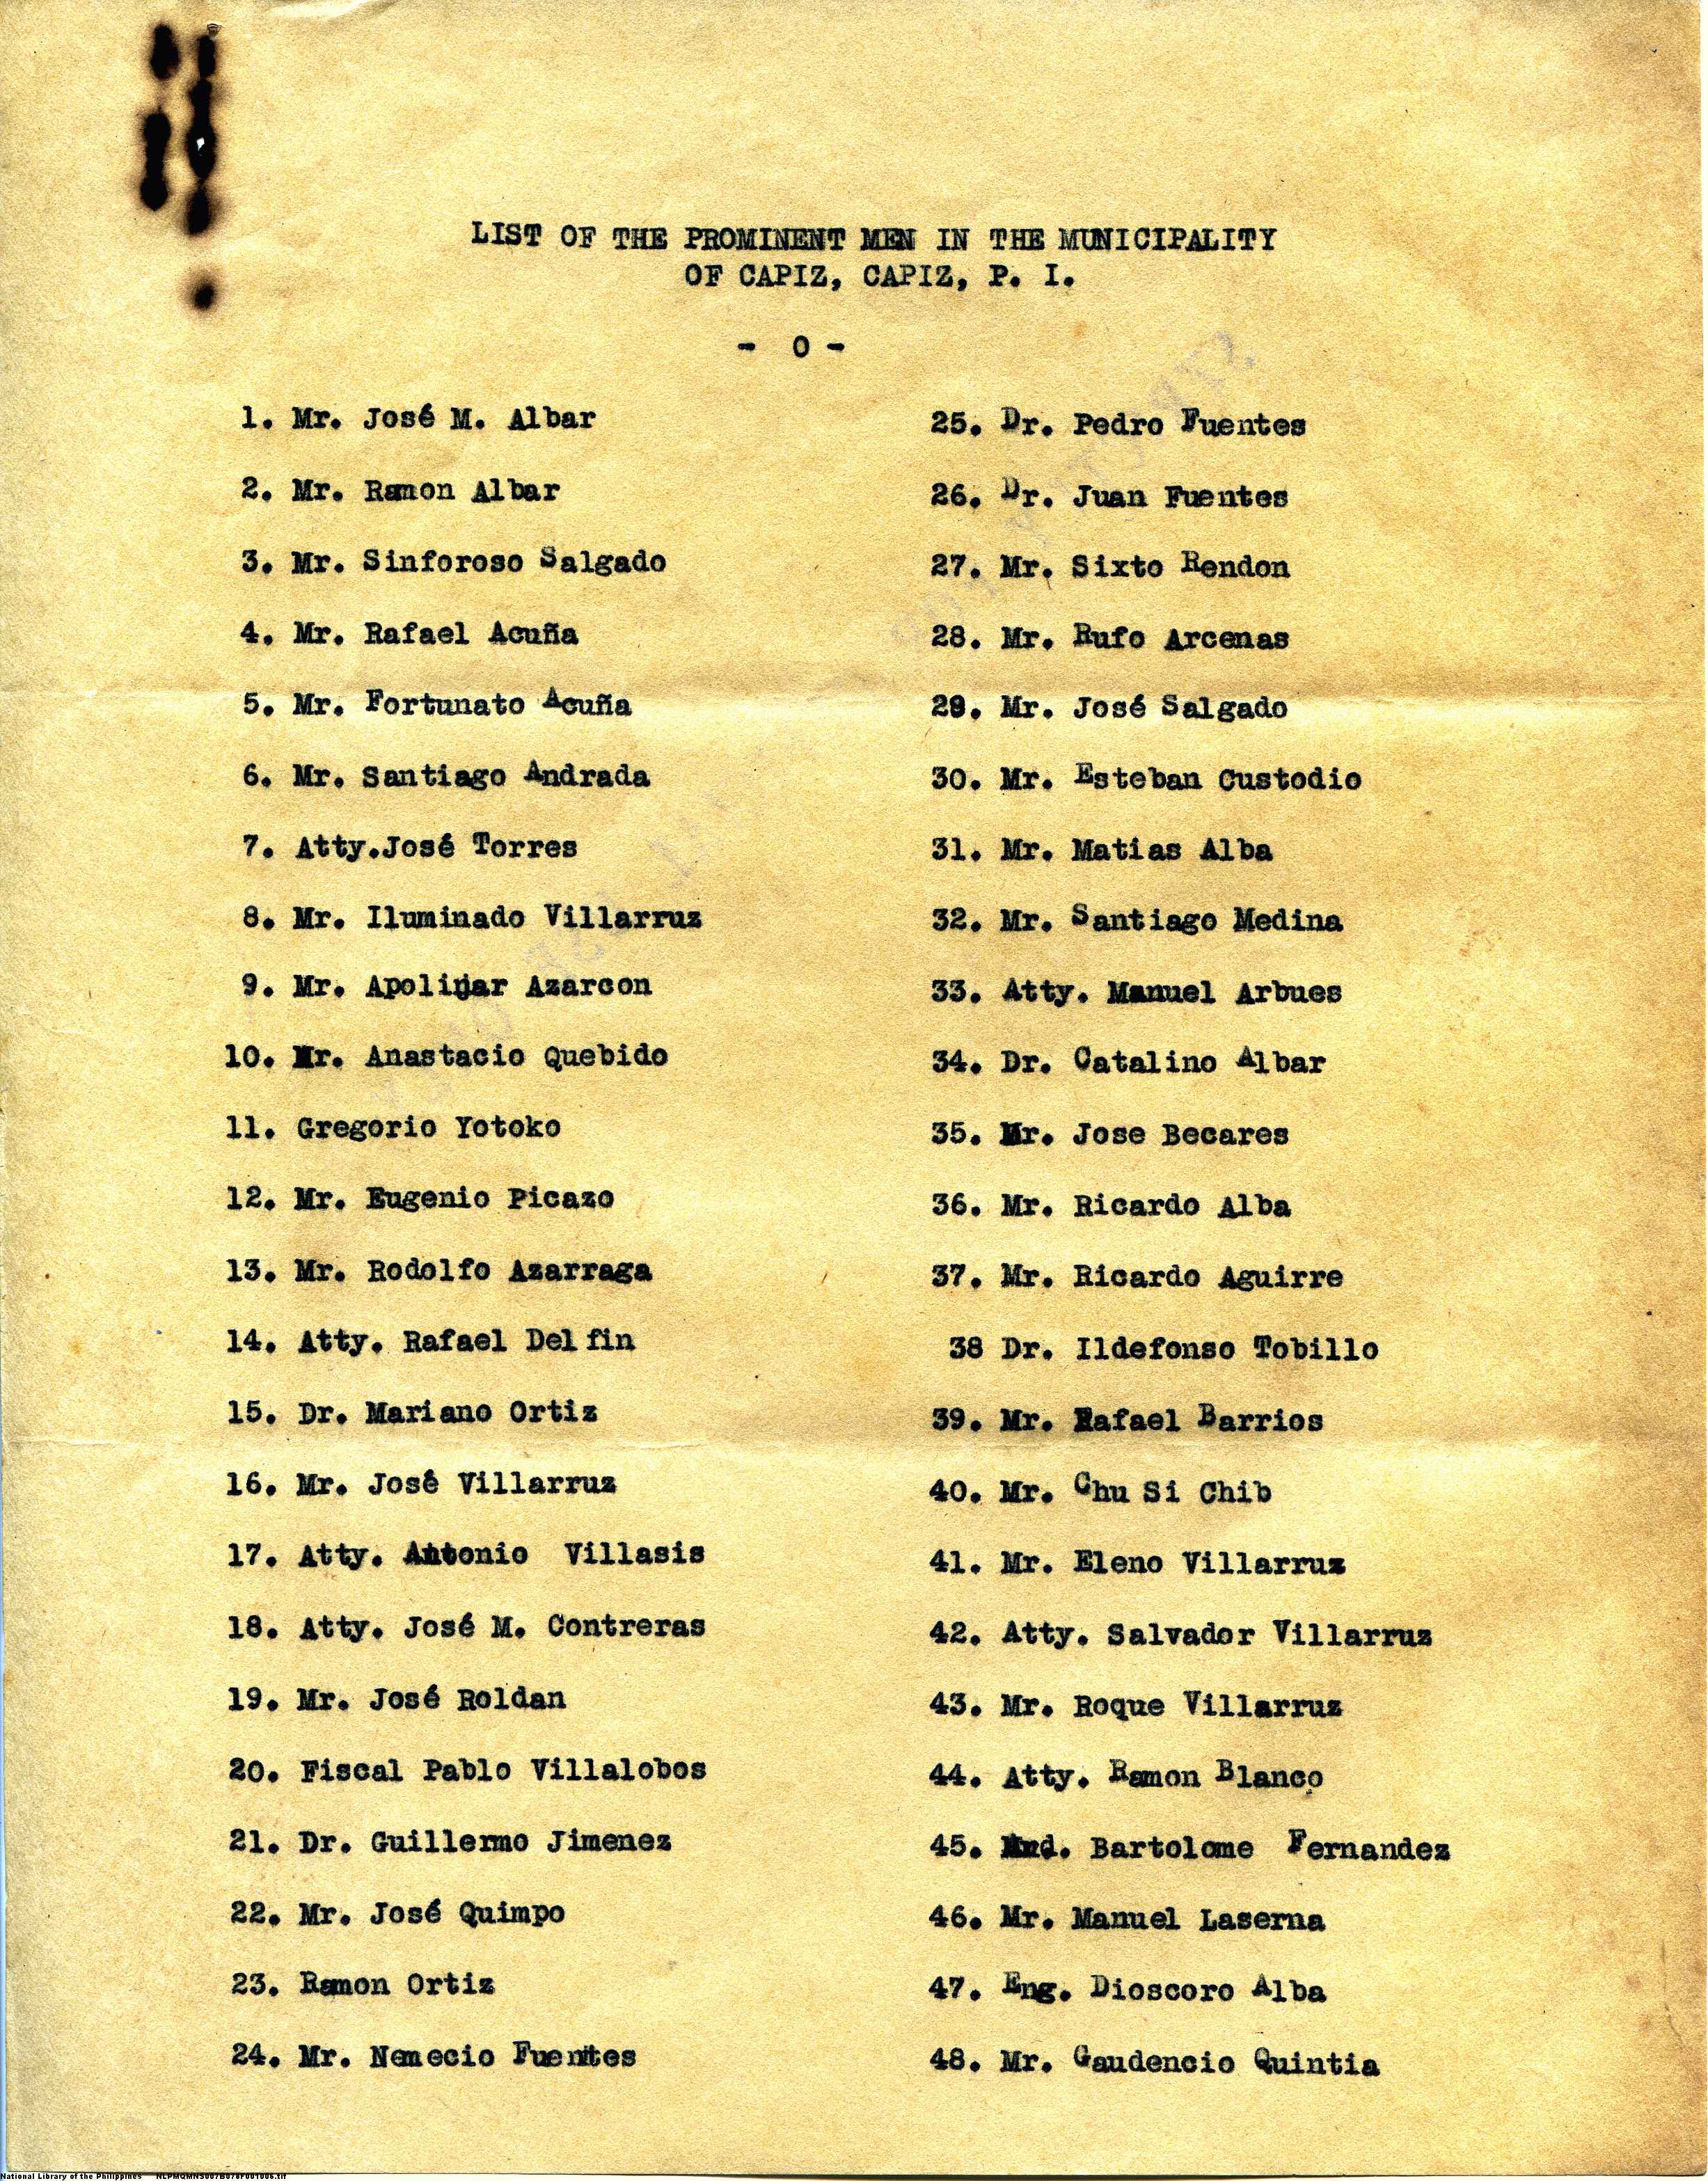 LIST OF THE PROMINENT MEN IN THE MUNICIPALITY
OF CAPIZ, CAPIZ, P. I.
- O -
1. Mr. José M. Albar
2. Mr. Ramon Albar
3. Mr. Sinforoso Salgado
4. Mr. Rafael Acuña
5. Mr. Fortunato Acuña
6. Mr. Santiago Andrada
7. Atty.José Torres
8. Mr. Iluminado Villarruz
9. Mr. Apolinar Azarcon
10. Mr. Anastacio Quebido
11. Gregorio Yotoko
12. Mr. Eugenio Picazo
13. Mr. Rodolfo Azarraga
14. Atty. Rafael Delfin
15. Dr. Mariano Ortiz
16. Mr. José Villarruz
17. Atty. Antonio Villasis
18. Atty. José M. Contreras
19. Mr. José Roldan
20. Fiscal Pablo Villalobos
21. Dr. Guillermo Jimenez
22. Mr. José Quimpo
23. Ramon Ortiz
24. Mr. Nemecio Fuentes
25. Dr. Pedro Fuentes
26. Dr. Juan Fuentes
27. Mr. Sixto Rendon
28. Mr. Rufo Arcenas
29. Mr. José Salgado
30. Mr. Esteban Custodio
31. Mr. Matias Alba
32. Mr. Santiago Medina
33. Atty. Manuel Arbues
34. Dr. Catalino Albar
35. Mr. Jose Becares
36. Mr. Ricardo Alba
37. Mr. Ricardo Aguirre
38 Dr. Ildefonso Tobillo
39. Mr. Rafael Barrios
40. Mr. Chu Si Chib
41. Mr. Eleno Villarruz
42. Atty. Salvador Villarruz
43. Mr. Roque Villarruz
44. Atty. Ramon Blanco
45. Bartolome Fernandez
46. Mr. Manuel Laserna
47. Eng. Dioscoro Alba
48. Mr. Gaudencio Quintia
National Library of the Philippines